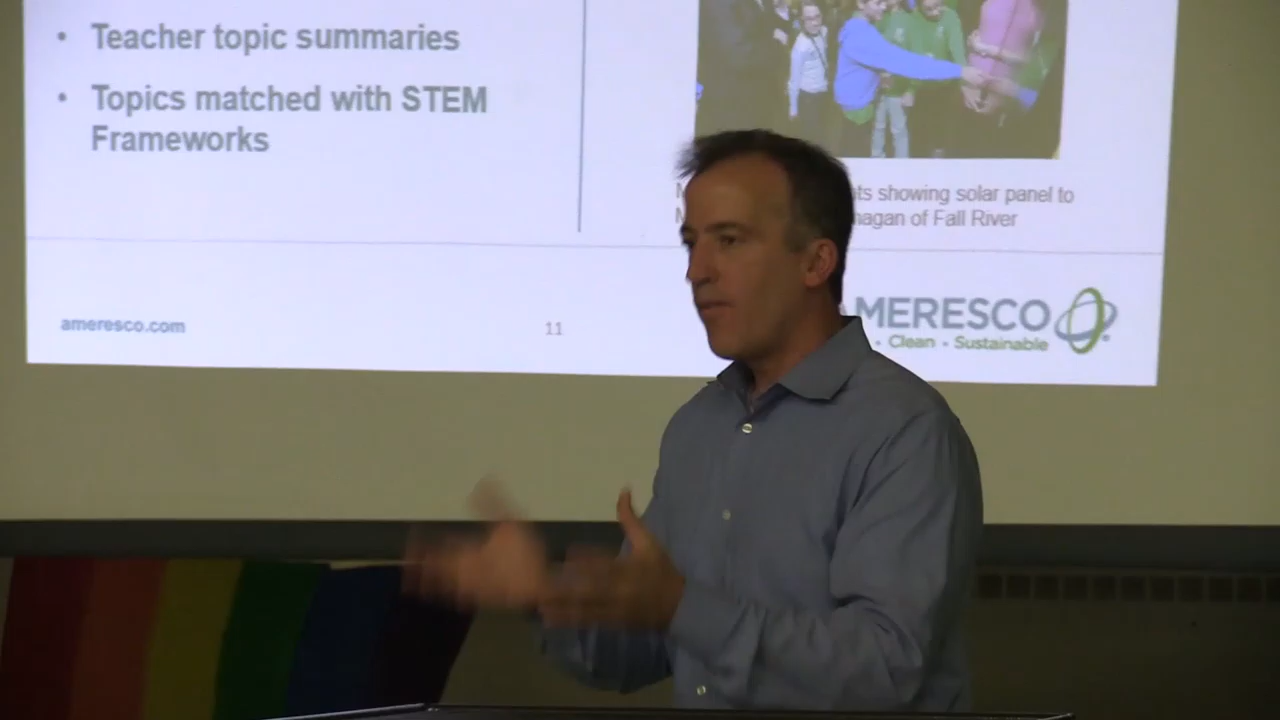 • Teacher topic summaries
• Topics matched with STEM
Frameworks
ts showing solar panel to
nagan of Fall River
ameresco.com
11
MERESCO
• Clean • Sustainable